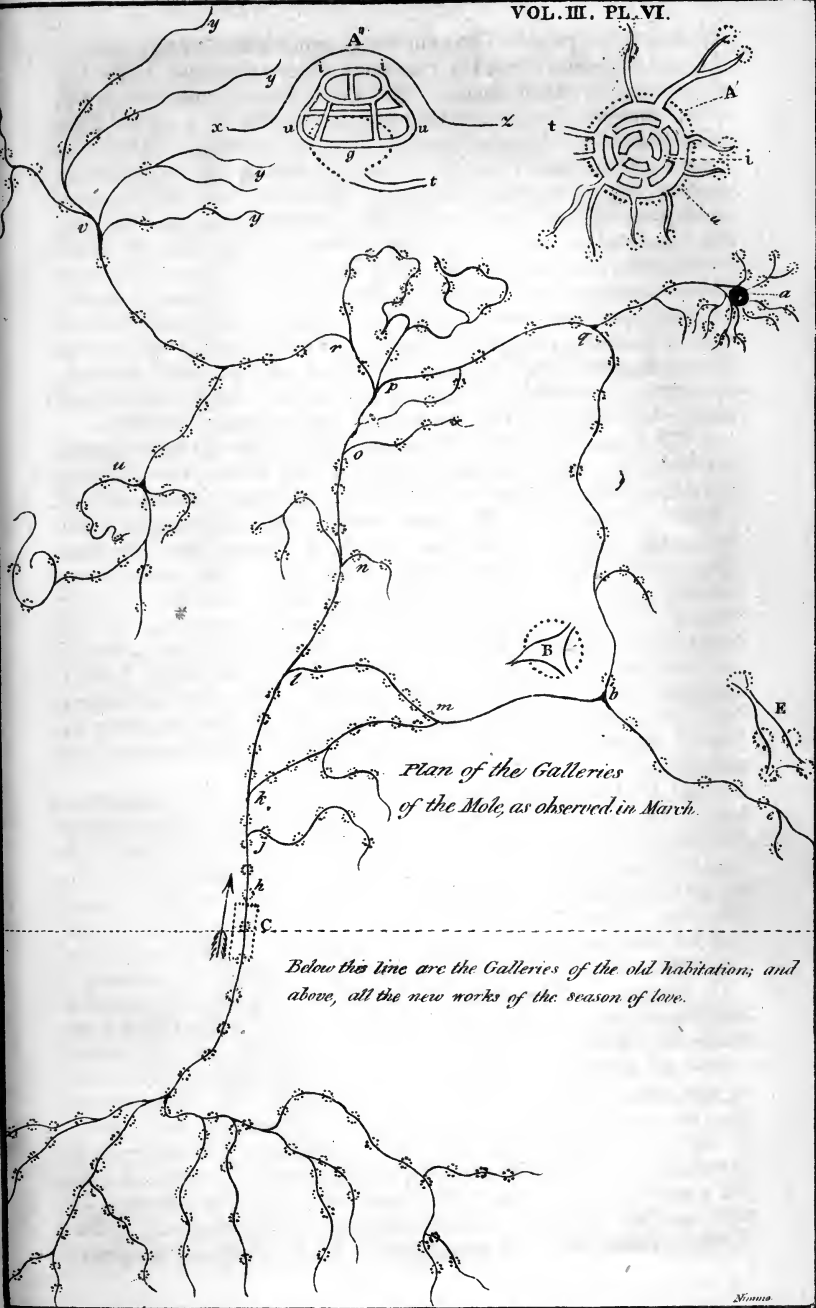 VOL. III. PL. VI.
A''
y
i i
y
x u u z
g
t
A'
t
i
u
y
y
v
a
r
q
p
x
o
u
n
B
l
b
m
E
Plan of the Galleries
of the Mole, as observed in March.
k
e
j
h
C
Below this line are the Galleries of the old habitation; and
above, all the new works of the season of love.
Nimmo.